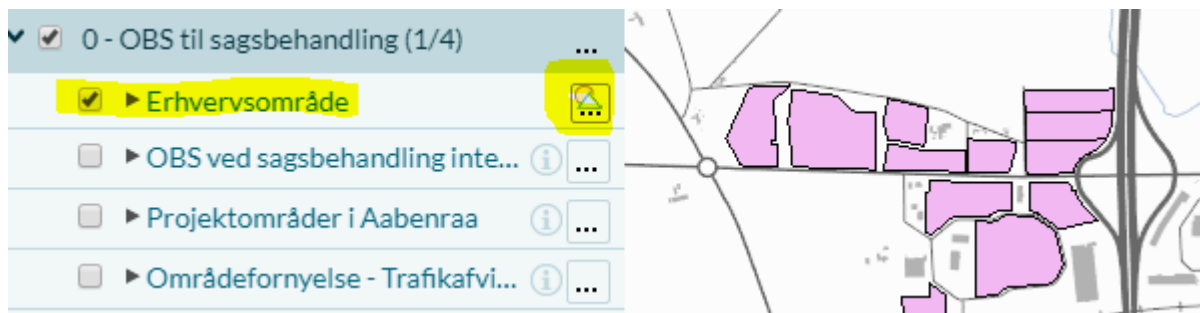 0 - OBS til sagsbehandling (1/4) ...
Erhvervsområde ...
OBS ved sagsbehandling inte... i ...
Projektområder i Aabenraa i ...
Områdefornyelse - Trafikafvi... i ...